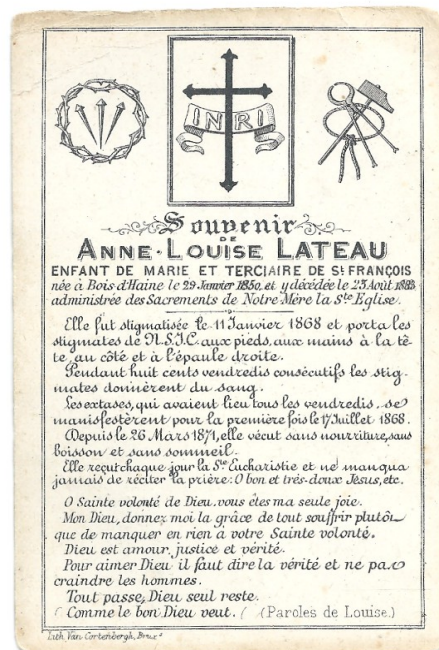 INRI
Souvenir
DE
ANNE-LOUISE LATEAU
ENFANT DE MARIE ET TERCIAIRE DE St FRANÇOIS
née à Bois d'Haine le 29 Janvier 1850, et y décédée le 25 Août 1883
administrée des Sacrements de Notre Mère la Ste Eglise.
Elle fut stigmatisée le 11 Janvier 1868 et porta les
stigmates de N.S.J.C. aux pieds, aux mains à la tê-
te au côté et à l'épaule droite.
Pendant huit cents vendredis consécutifs les stig-
mates donnèrent du sang.
Les extases, qui avaient lieu tous les vendredis, se
manifestèrent pour la première fois le 17 Juillet 1868.
Depuis le 26 Mars 1871, elle vécut sans nourriture, sans
boisson et sans sommeil.
Elle reçut chaque jour la Ste Eucharistie et ne manqua
jamais de réciter la prière: O bon et très-doux Jésus, etc.
O Sainte volonté de Dieu, vous êtes ma seule joie.
Mon Dieu, donnez moi la grâce de tout souffrir plutôt
que de manquer en rien à votre Sainte volonté.
Dieu est amour, justice et vérité.
Pour aimer Dieu il faut dire la vérité et ne pas
craindre les hommes.
Tout passe, Dieu seul reste.
Comme le bon Dieu veut. (Paroles de Louise.)
Lith. Van Cortenbergh, Brux.s